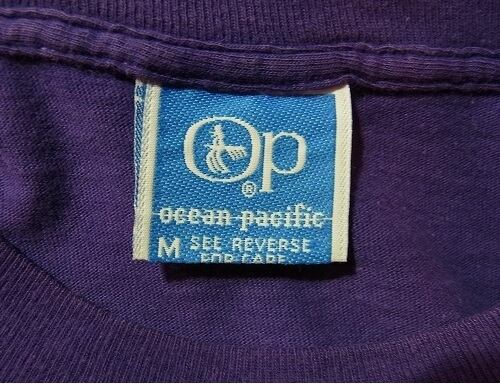 Op®
ocean pacific
M SEE REVERSE
FOR CARE